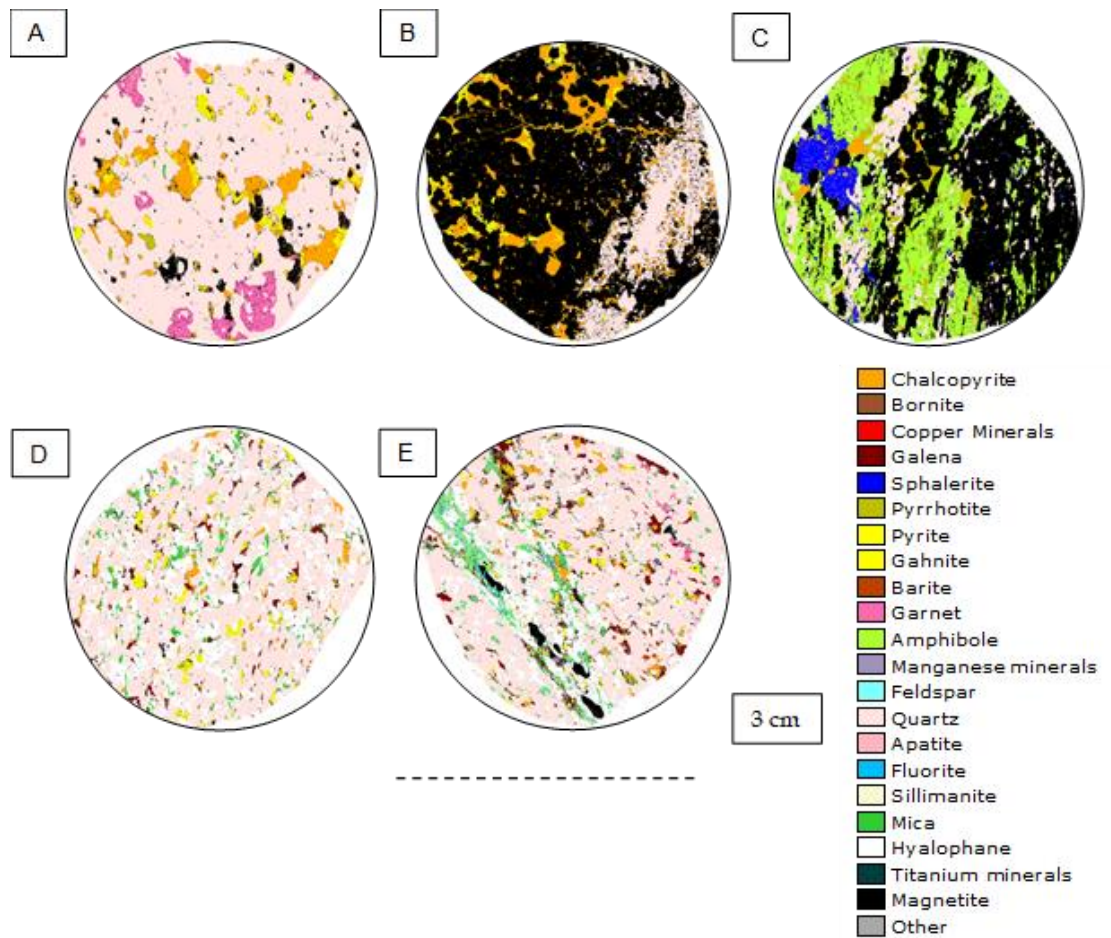 A
B
C
D
E
3 cm
Chalcopyrite
Bornite
Copper Minerals
Galena
Sphalerite
Pyrrhotite
Pyrite
Gahnite
Barite
Garnet
Amphibole
Manganese minerals
Feldspar
Quartz
Apatite
Fluorite
Sillimanite
Mica
Hyalophane
Titanium minerals
Magnetite
Other